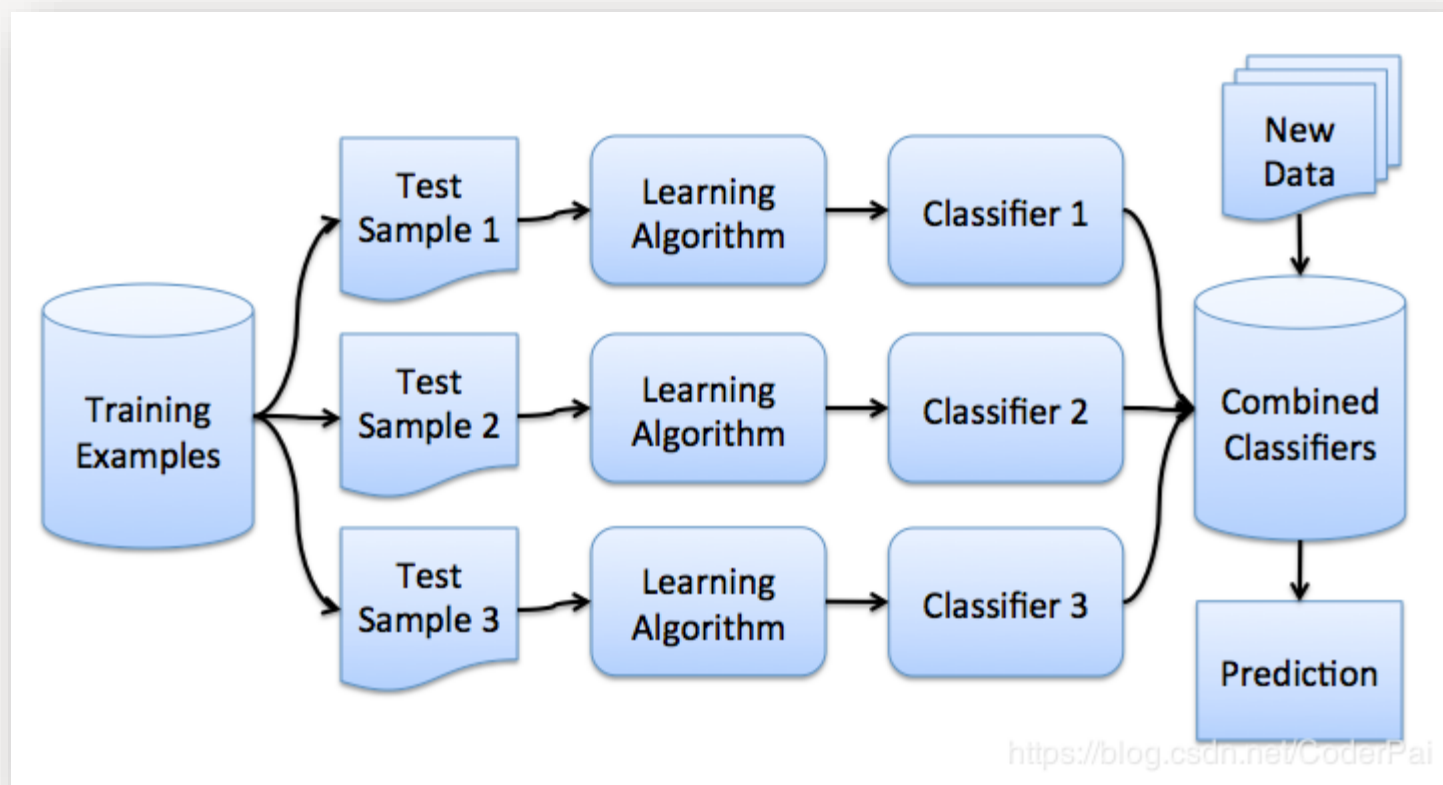 Training
Examples
Test
Sample 1
Learning
Algorithm
Classifier 1
Test
Sample 2
Learning
Algorithm
Classifier 2
Test
Sample 3
Learning
Algorithm
Classifier 3
New
Data
Combined
Classifiers
Prediction
https://blog.csdn.net/CoderPai